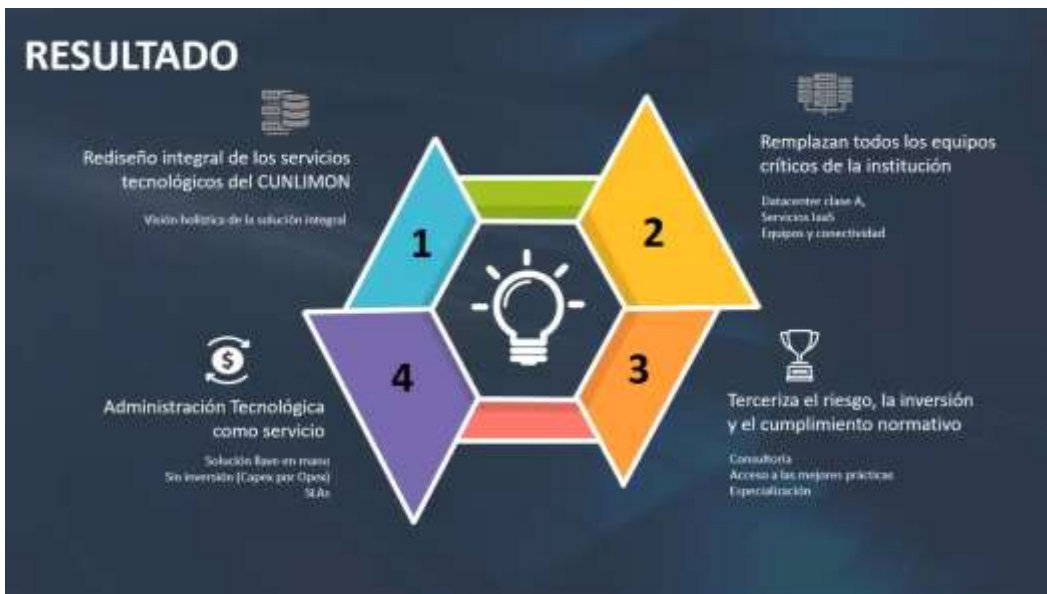 RESULTADO
Rediseño integral de los servicios
tecnológicos del CUNLIMON
Visión holística de la solución integral
1
2
Remplazan todos los equipos
críticos de la institución
Datacenter clase A,
Servicios IaaS
Equipos y conectividad
4
Administración Tecnológica
como servicio
Solución llave en mano
Sin inversión (Capex por Opex)
SLAs
3
Terceriza el riesgo, la inversión
y el cumplimiento normativo
Consultoría
Acceso a las mejores prácticas
Especialización
$